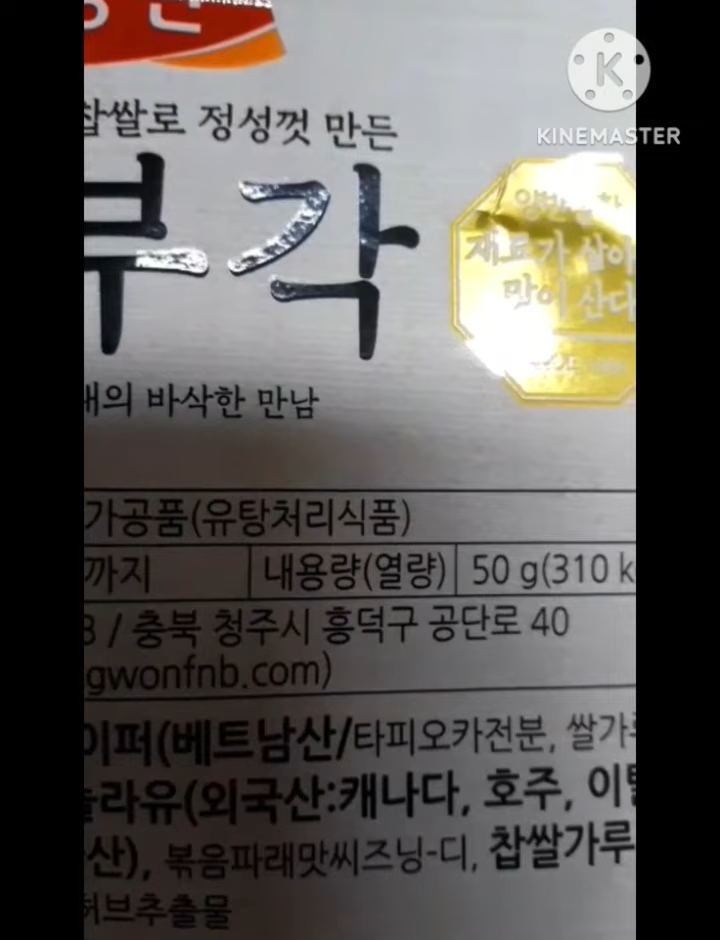 KINEMASTER
찹쌀로 정성껏 만든
부각
재료가 살아
맛이 산다
대의 바삭한 만남
가공품(유탕처리식품)
까지 내용량(열량) 50 g(310 k
/ 충북 청주시 흥덕구 공단로 40
gwonfnb.com)
이퍼(베트남산/타피오카전분, 쌀가루
놀라유(외국산:캐나다, 호주, 이탈
산), 볶음파래맛씨즈닝-디, 찹쌀가루
허브추출물